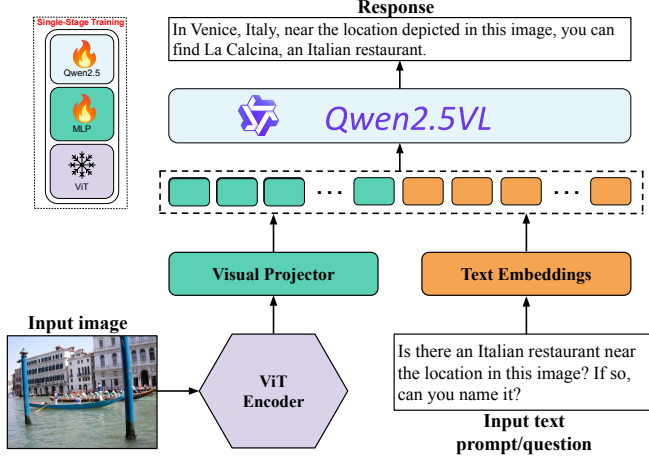 Response
Single-Stage Training
In Venice, Italy, near the location depicted in this image, you can
find La Calcina, an Italian restaurant.
Qwen2.5
MLP
ViT
Qwen2.5VL
...
...
Visual Projector
Text Embeddings
Input image
ViT
Encoder
Is there an Italian restaurant near
the location in this image? If so,
can you name it?
Input text
prompt/question